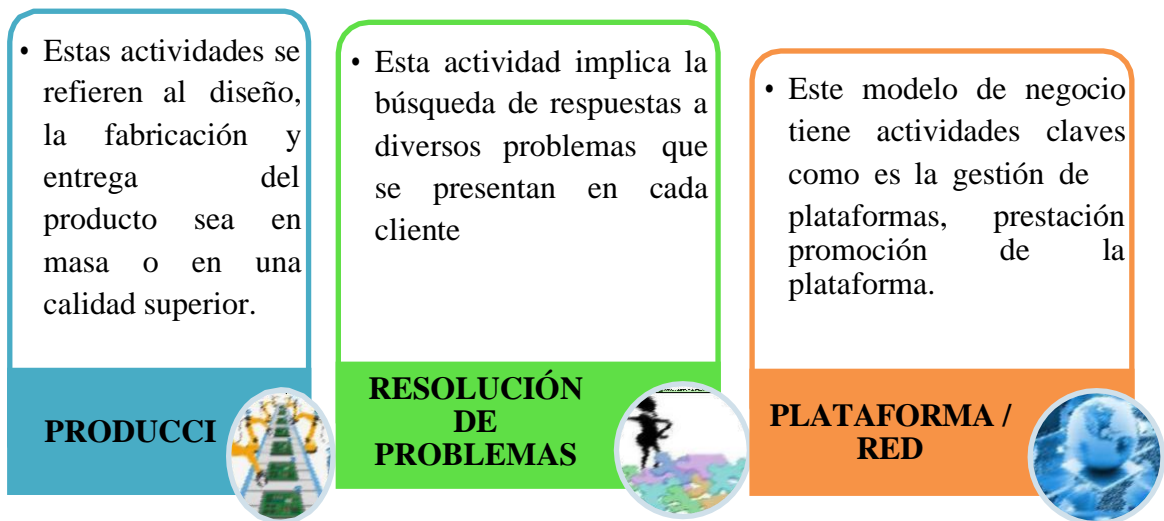 • Estas actividades se
refieren al diseño,
la fabricación y
entrega del
producto sea en
masa o en una
calidad superior.
PRODUCCI
• Esta actividad implica la
búsqueda de respuestas a
diversos problemas que
se presentan en cada
cliente
RESOLUCIÓN
DE
PROBLEMAS
• Este modelo de negocio
tiene actividades claves
como es la gestión de
plataformas, prestación
promoción de la
plataforma.
PLATAFORMA /
RED